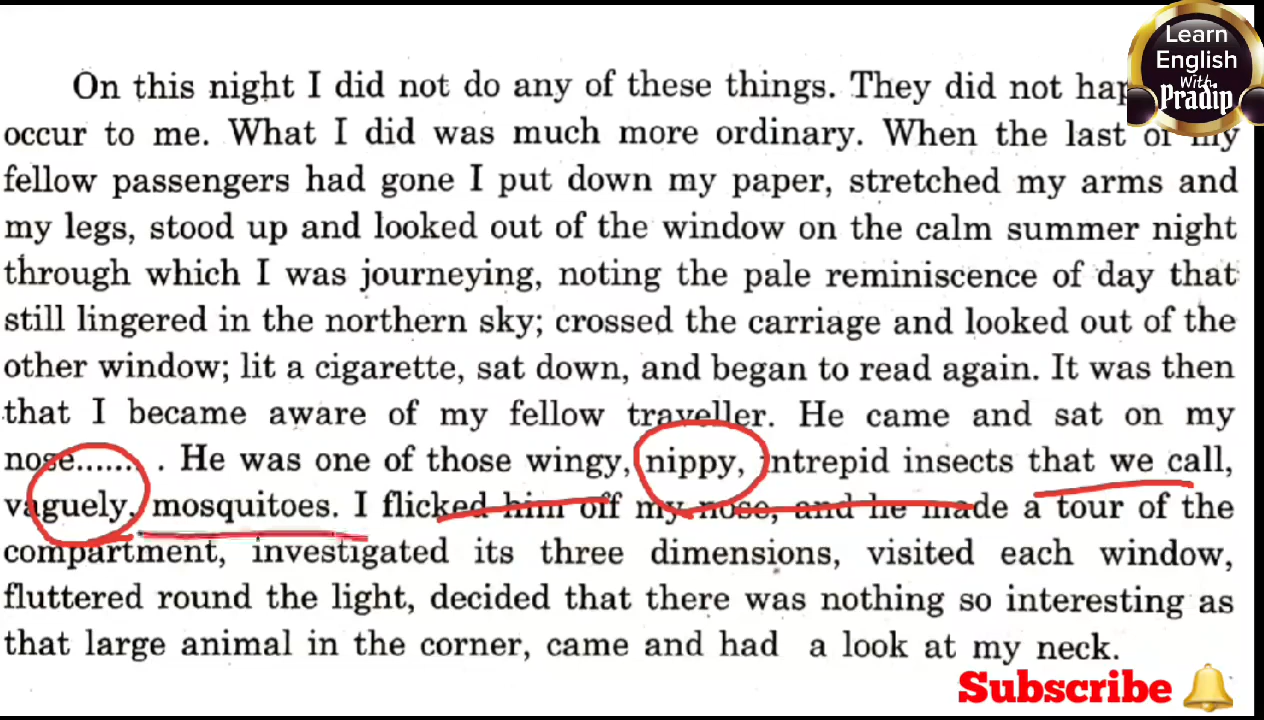 Learn
English
With
Pradip
On this night I did not do any of these things. They did not
occur to me. What I did was much more ordinary. When the last of my
fellow passengers had gone I put down my paper, stretched my arms and
my legs, stood up and looked out of the window on the calm summer night
through which I was journeying, noting the pale reminiscence of day that
still lingered in the northern sky; crossed the carriage and looked out of the
other window; lit a cigarette, sat down, and began to read again. It was then
that I became aware of my fellow traveller. He came and sat on my
nose....... . He was one of those wingy, nippy, intrepid insects that we call,
vaguely, mosquitoes. I flicked him off my nose, and he made a tour of the
compartment, investigated its three dimensions, visited each window,
fluttered round the light, decided that there was nothing so interesting as
that large animal in the corner, came and had a look at my neck.
Subscribe